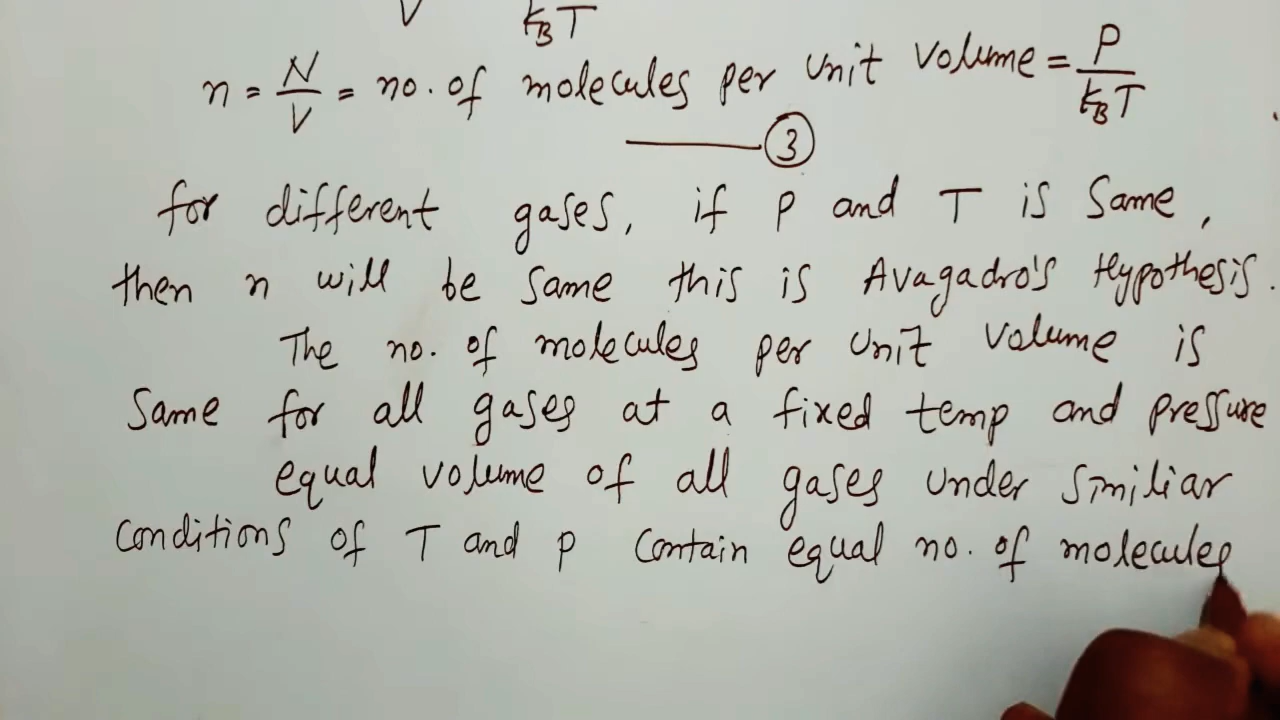 V k_B T
n = N/V = no. of molecules per unit volume = P/k_B T
③
for different gases, if P and T is same,
then n will be same this is Avagadro's Hypothesis.
The no. of molecules per unit volume is
same for all gases at a fixed temp and pressure
equal volume of all gases under similiar
conditions of T and p contain equal no. of molecules